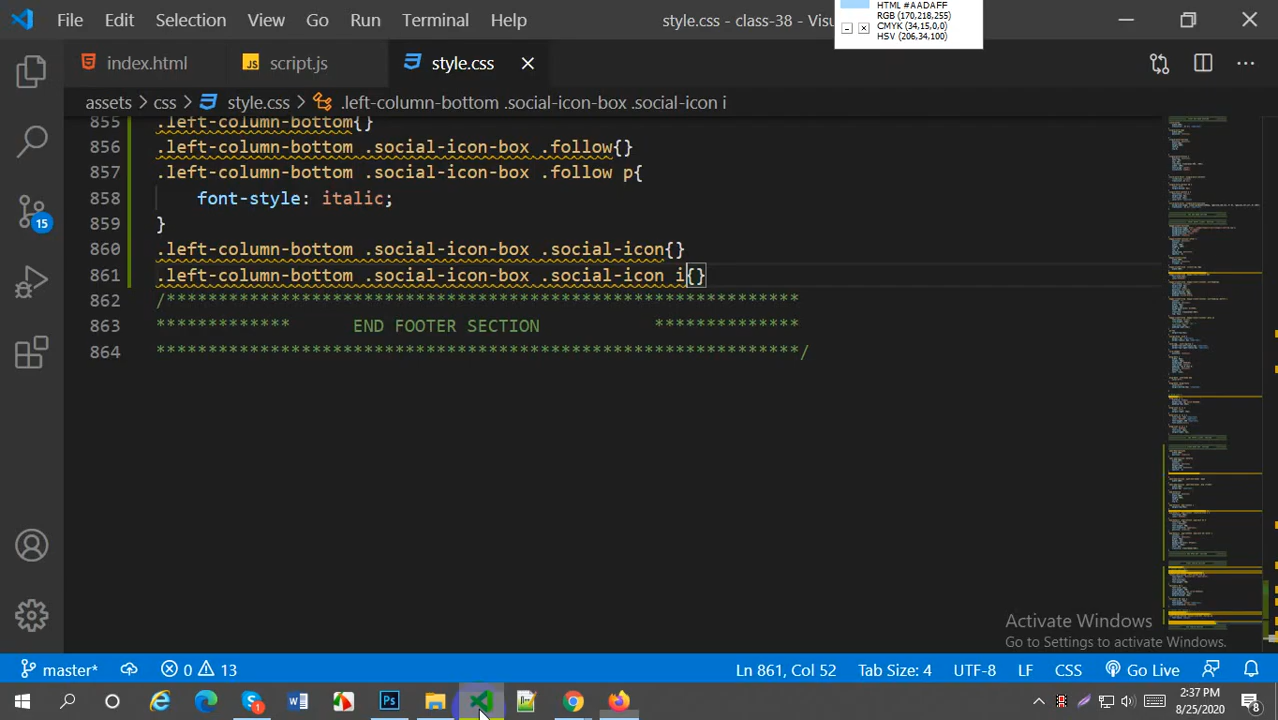 HTML #AADAFF
RGB (170,218,255)
CMYK (34,15,0,0)
HSV (206,34,100)
File Edit Selection View Go Run Terminal Help
style.css - class-38 - Visu
index.html
JS script.js
style.css
assets > css > style.css > .left-column-bottom .social-icon-box .social-icon i
855 .left-column-bottom{}
856 .left-column-bottom .social-icon-box .follow{}
857 .left-column-bottom .social-icon-box .follow p{
858 font-style: italic;
859 }
860 .left-column-bottom .social-icon-box .social-icon{}
861 .left-column-bottom .social-icon-box .social-icon i{}
862 /*************************************************************
863 ************* END FOOTER SECTION **************
864 **************************************************************/
15
Activate Windows
Go to Settings to activate Windows.
master* 0 13 Ln 861, Col 52 Tab Size: 4 UTF-8 LF CSS Go Live
2:37 PM
8/25/2020
8